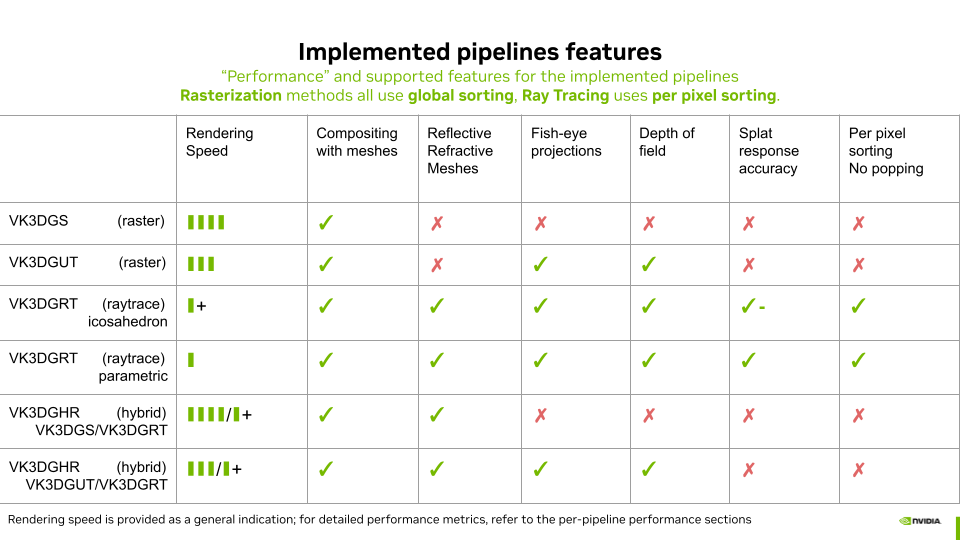 Implemented pipelines features
“Performance” and supported features for the implemented pipelines
Rasterization methods all use global sorting, Ray Tracing uses per pixel sorting.
Rendering Speed
Compositing with meshes
Reflective Refractive Meshes
Fish-eye projections
Depth of field
Splat response accuracy
Per pixel sorting No popping
VK3DGS (raster) ▮▮▮▮ ✓ ✗ ✗ ✗ ✗ ✗
VK3DGUT (raster) ▮▮▮ ✓ ✗ ✓ ✓ ✗ ✗
VK3DGRT (raytrace) ▮+ ✓ ✓ ✓ ✓ ✓- ✓
icosahedron
VK3DGRT (raytrace) ▮ ✓ ✓ ✓ ✓ ✓ ✓
parametric
VK3DGHR (hybrid) ▮▮▮▮/▮+ ✓ ✓ ✗ ✗ ✗ ✗
VK3DGS/VK3DGRT
VK3DGHR (hybrid) ▮▮▮/▮+ ✓ ✓ ✓ ✓ ✗ ✗
VK3DGUT/VK3DGRT
Rendering speed is provided as a general indication; for detailed performance metrics, refer to the per-pipeline performance sections
NVIDIA